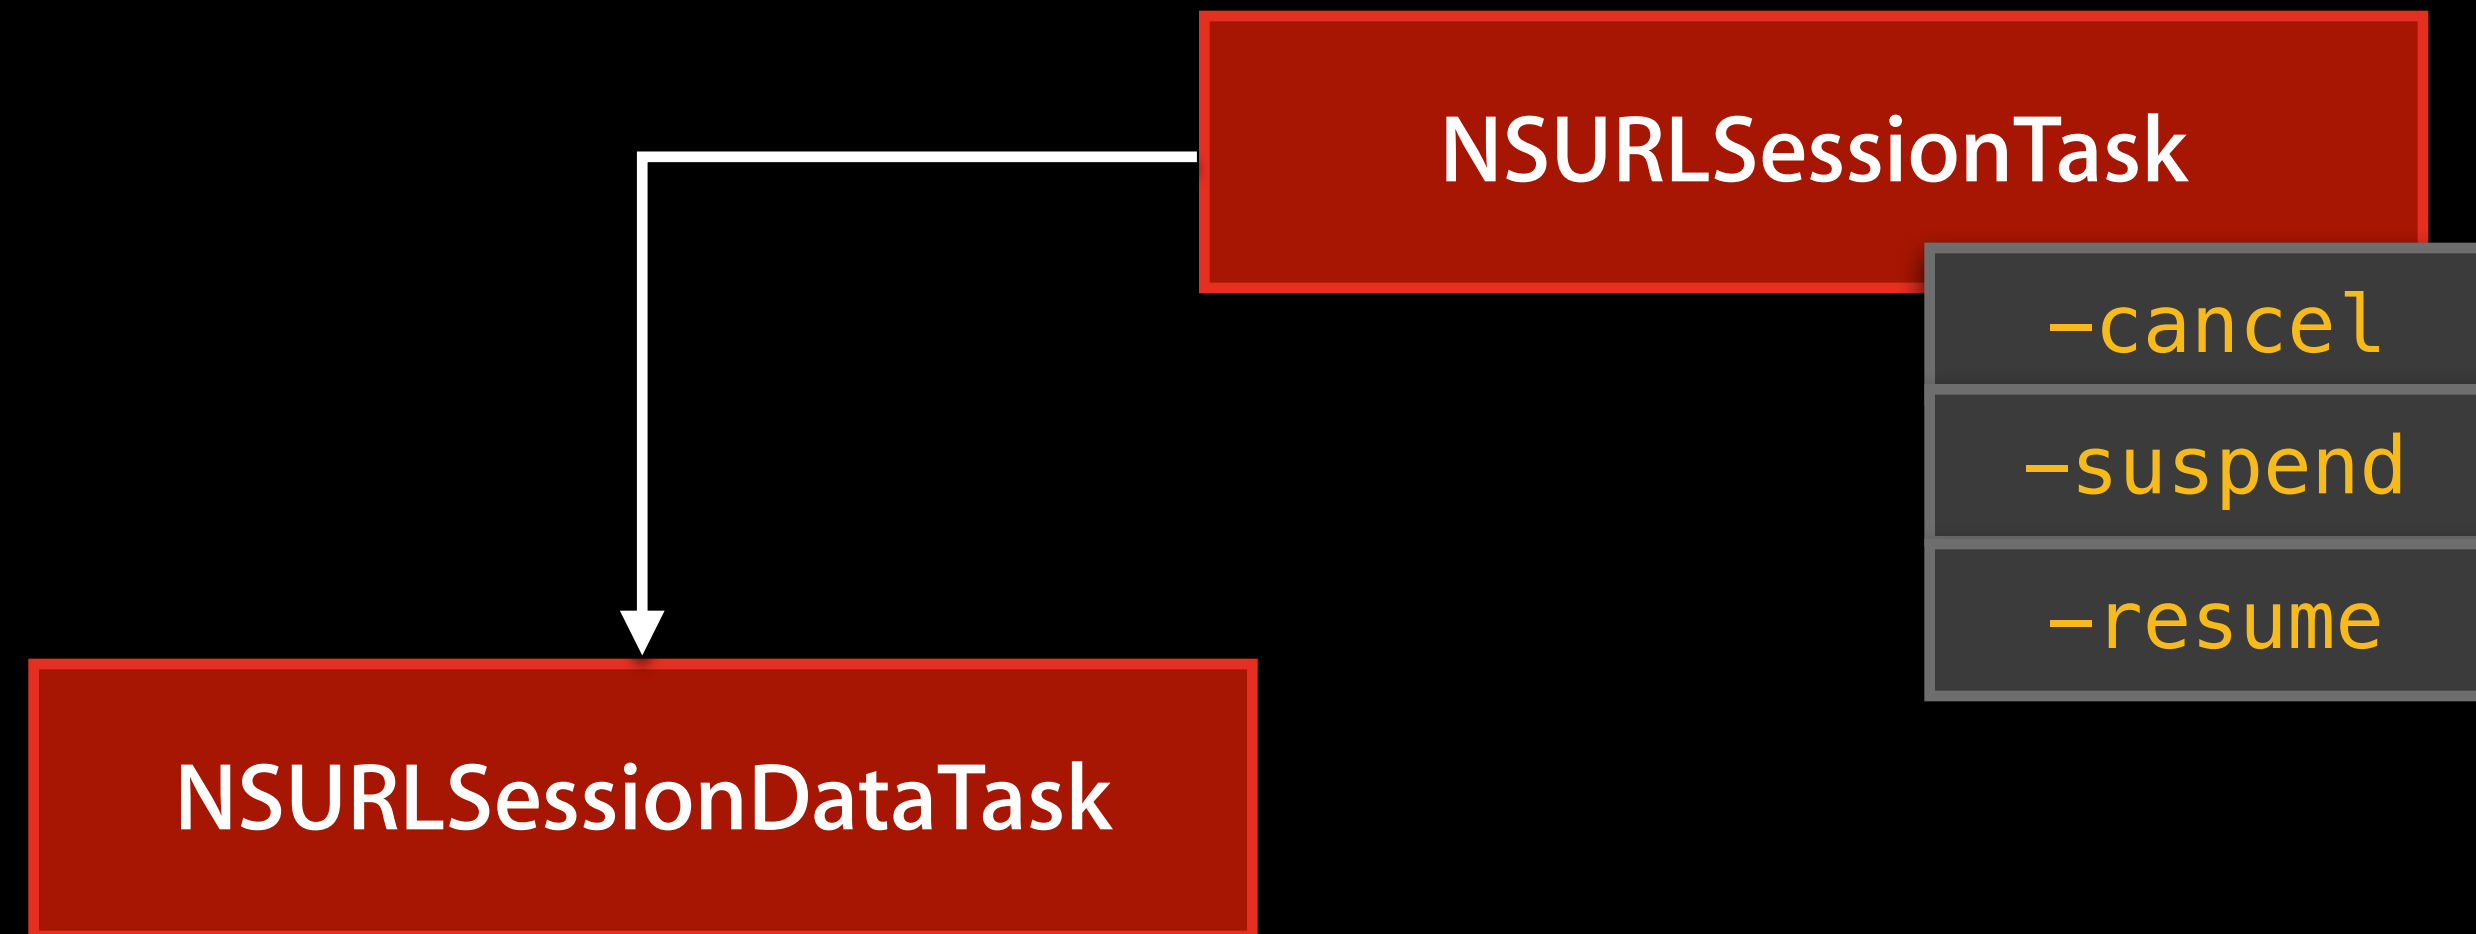 NSURLSessionTask
-cancel
-suspend
-resume
NSURLSessionDataTask